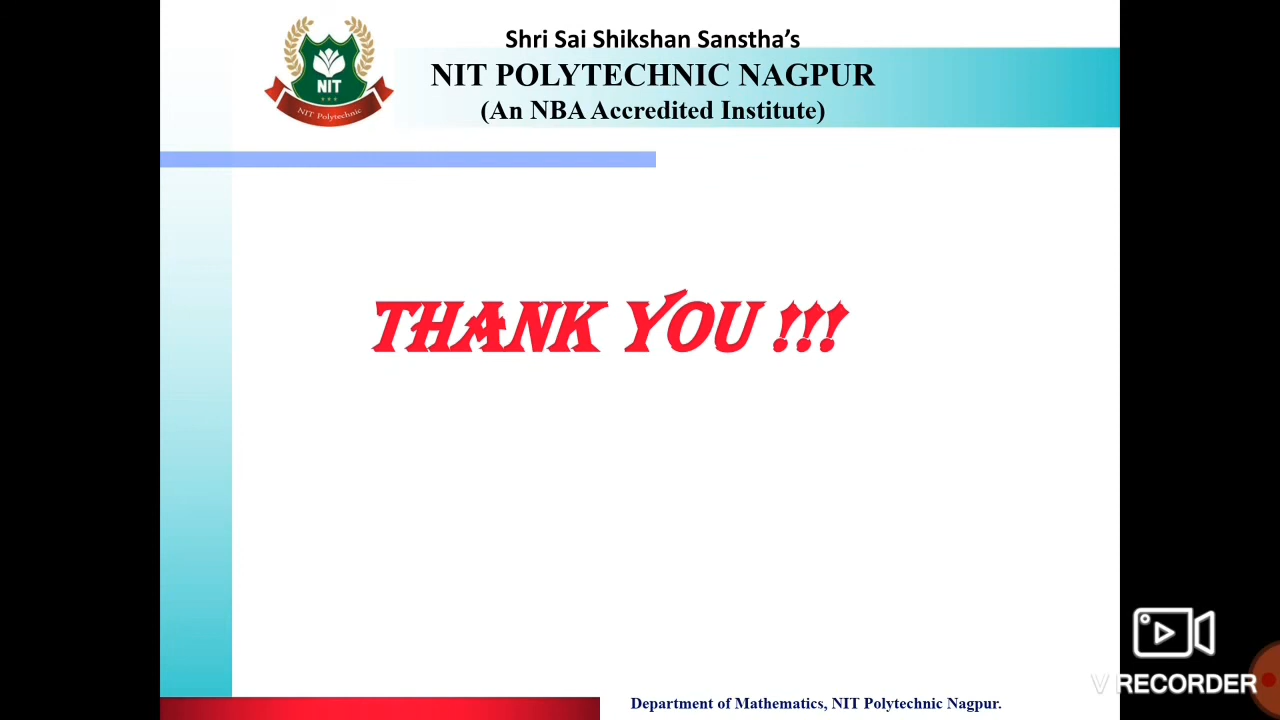 Shri Sai Shikshan Sanstha's
NIT POLYTECHNIC NAGPUR
(An NBA Accredited Institute)
NIT
NIT Polytechnic
THANK YOU !!!
V RECORDER
Department of Mathematics, NIT Polytechnic Nagpur.